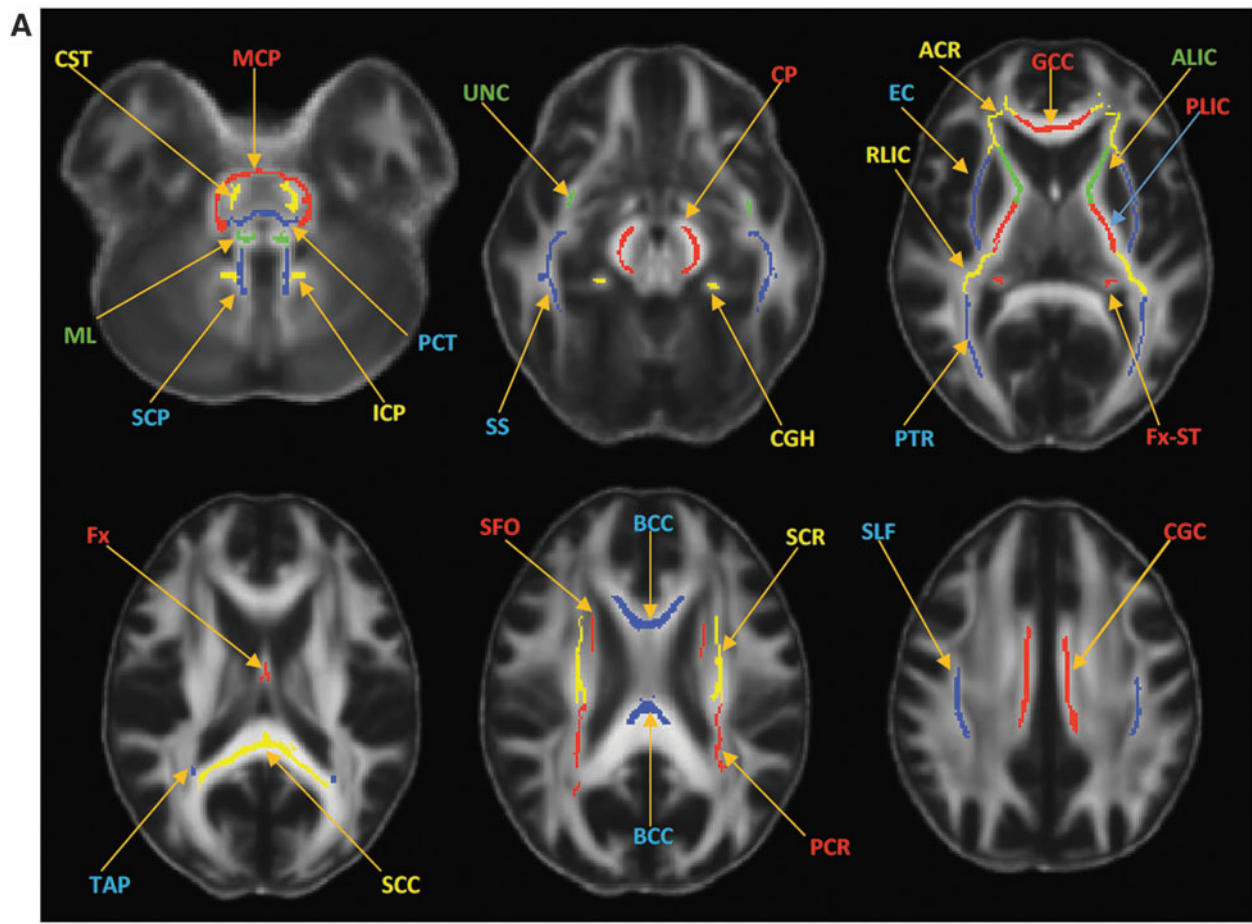 A
CST
MCP
ML
SCP
PCT
ICP
UNC
CP
SS
CGH
ACR
GCC
ALIC
EC
PLIC
RLIC
PTR
Fx-ST
Fx
TAP
SCC
SFO
BCC
SCR
BCC
PCR
SLF
CGC